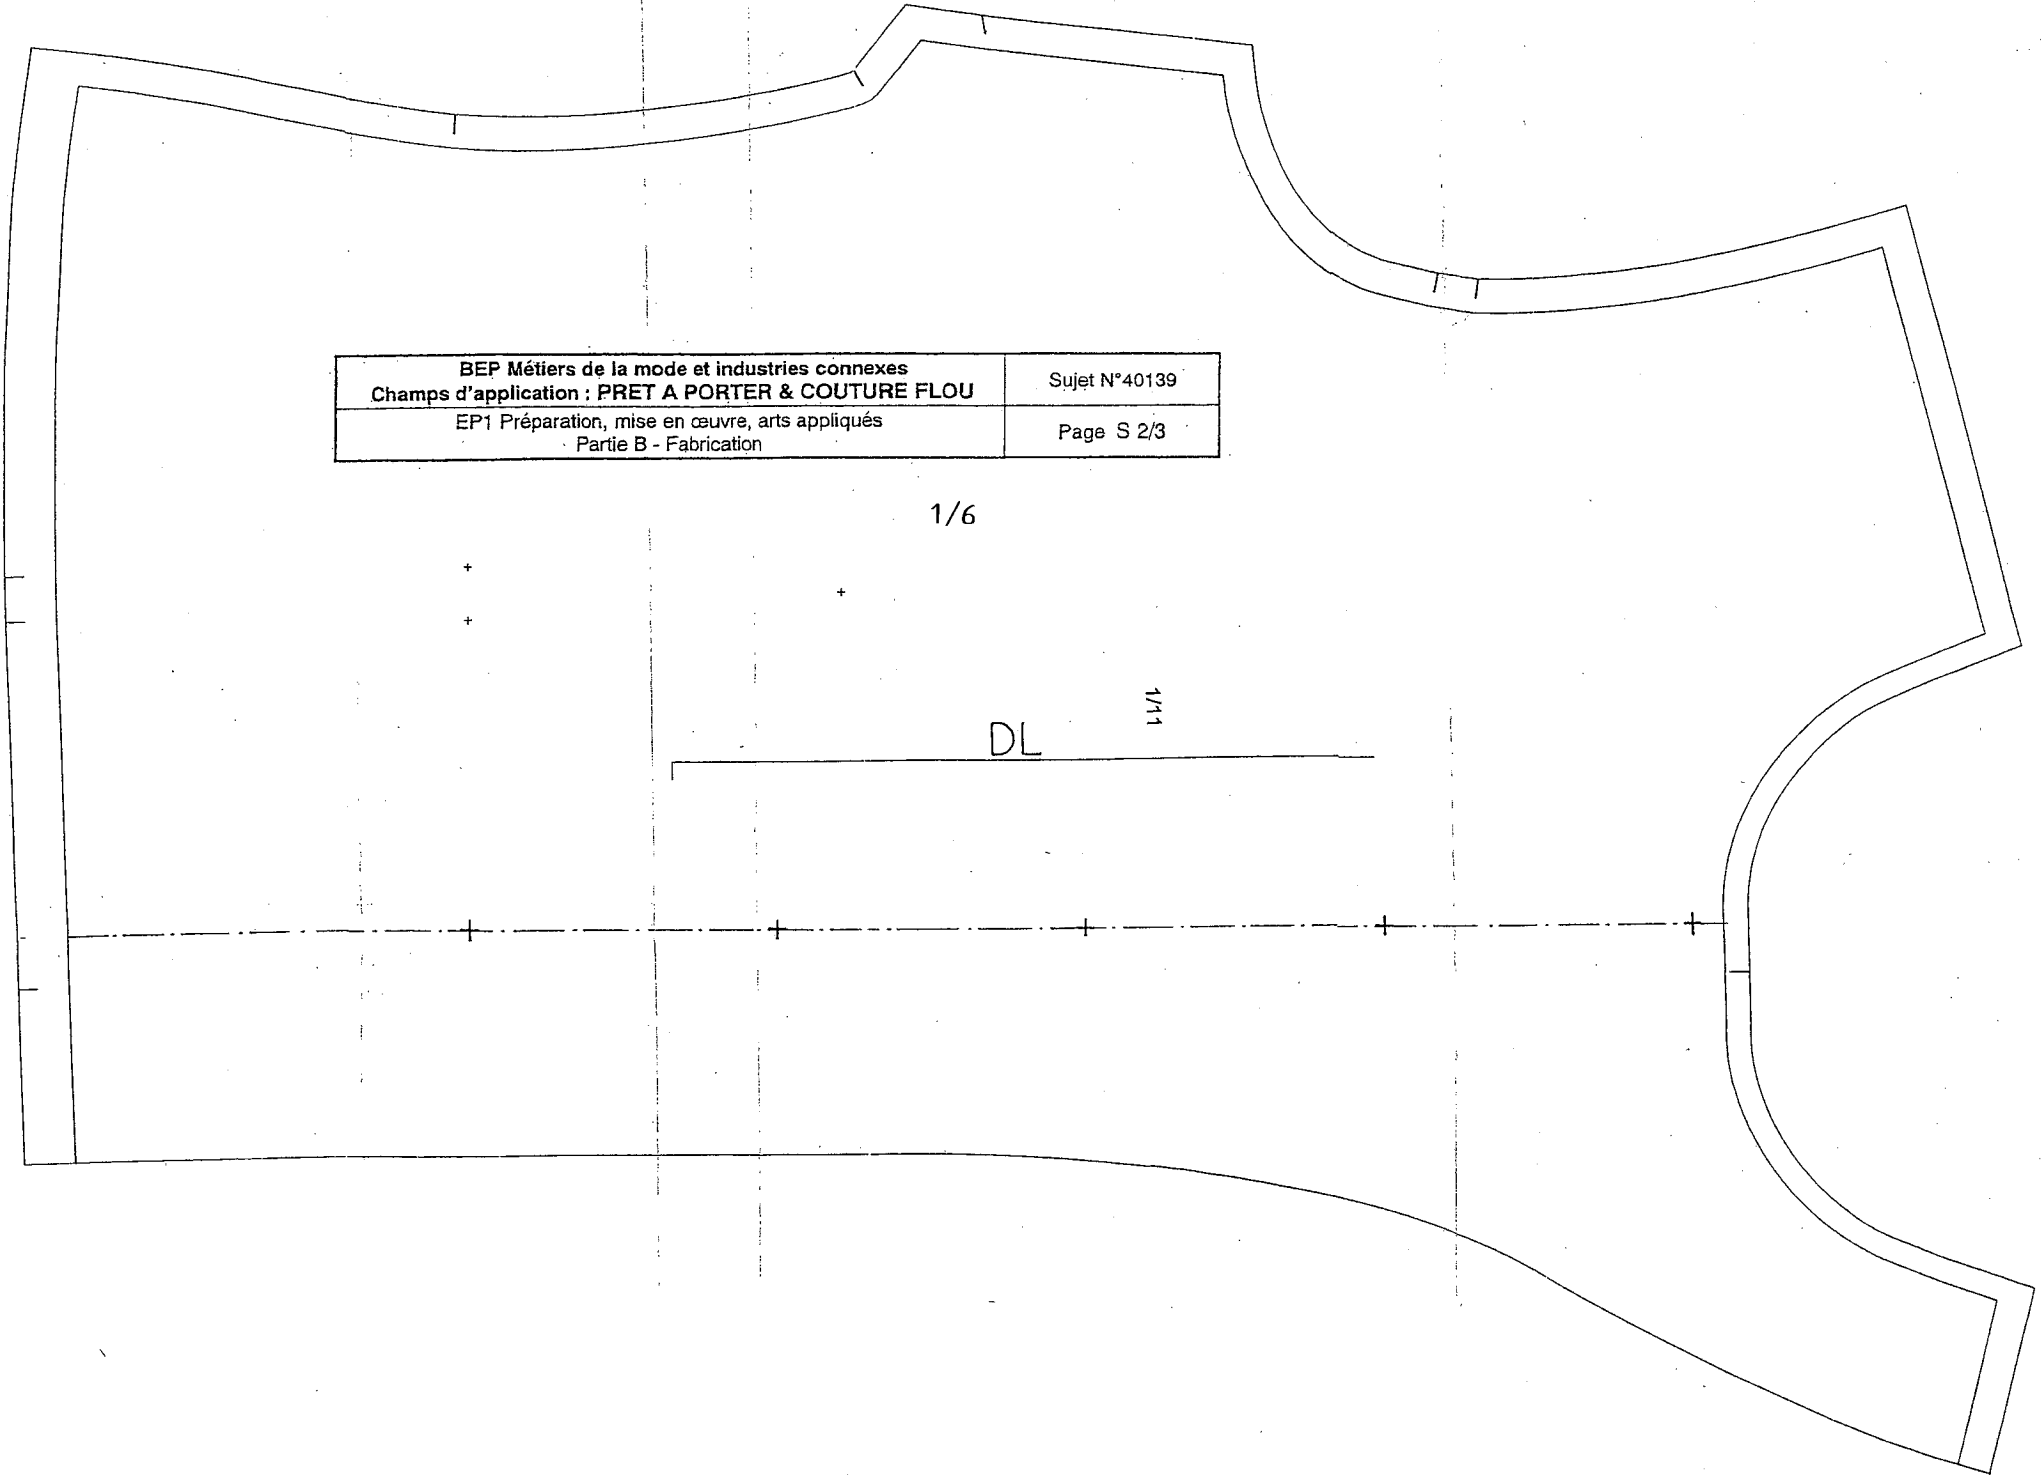 BEP Métiers de la mode et industries connexes
Champs d'application : PRET A PORTER & COUTURE FLOU
Sujet N°40139
EP1 Préparation, mise en œuvre, arts appliqués
Partie B - Fabrication
Page S 2/3
1/6
1/11
DL